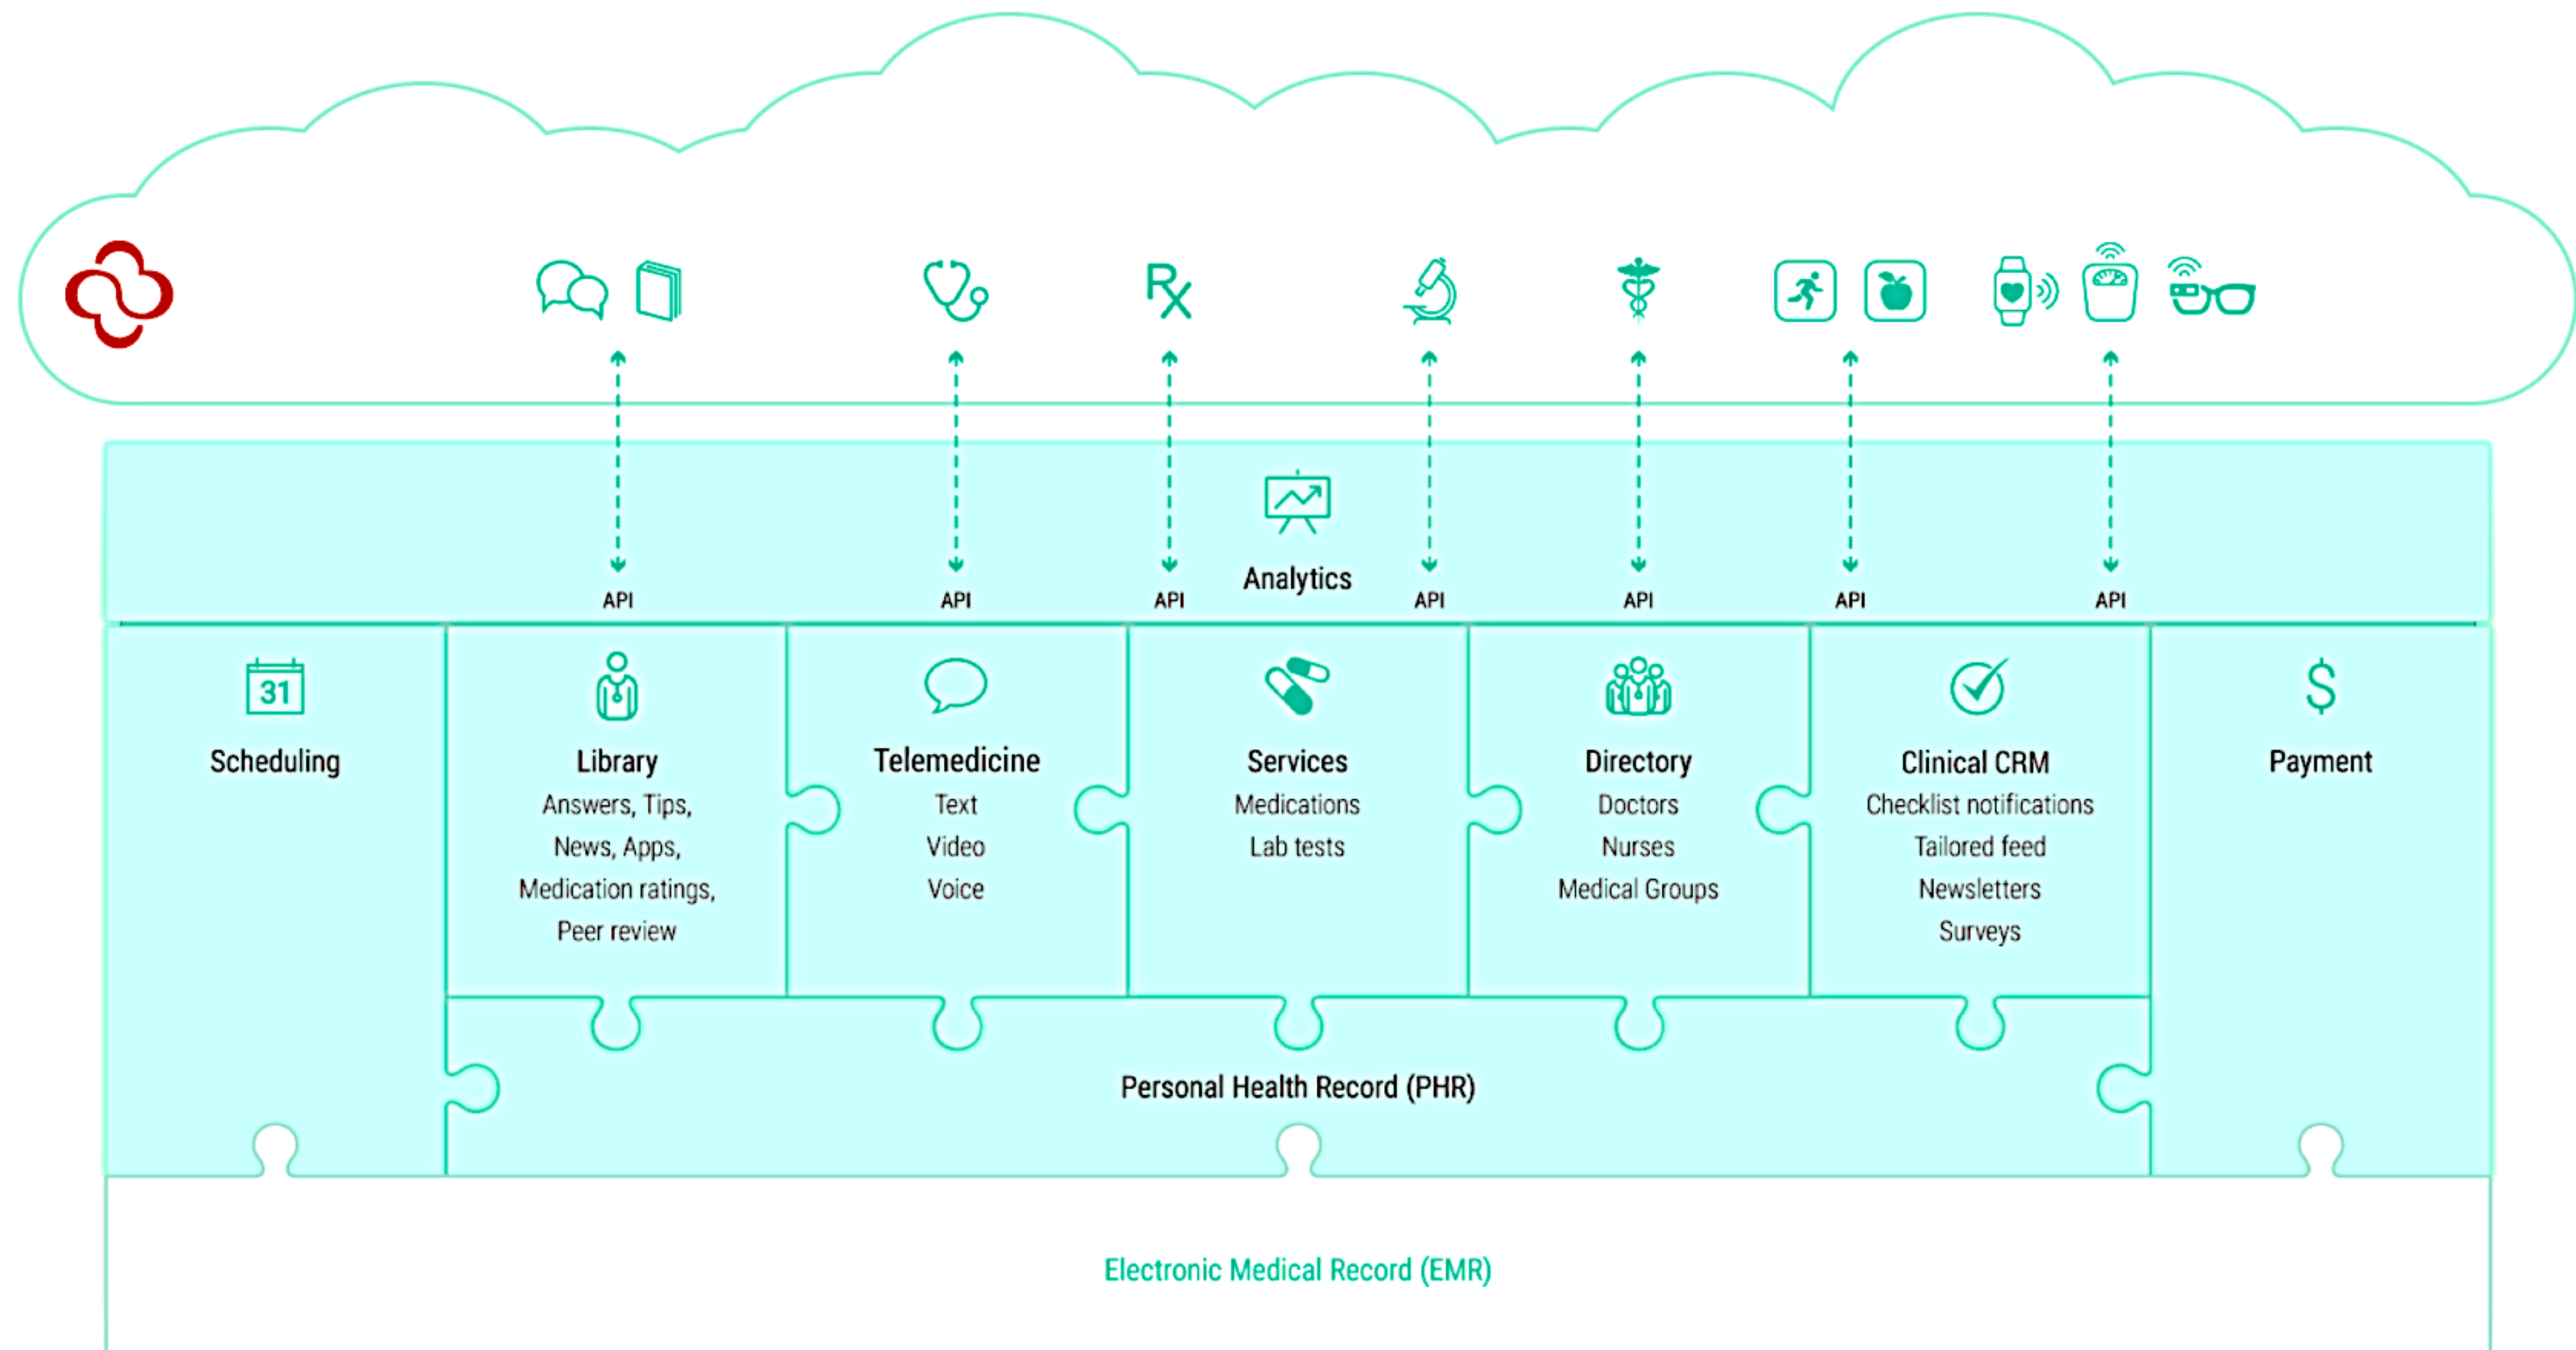 Rx
Analytics
API
API
API
API
API
API
API
31
Scheduling
Library
Answers, Tips,
News, Apps,
Medication ratings,
Peer review
Telemedicine
Text
Video
Voice
Services
Medications
Lab tests
Directory
Doctors
Nurses
Medical Groups
Clinical CRM
Checklist notifications
Tailored feed
Newsletters
Surveys
$
Payment
Personal Health Record (PHR)
Electronic Medical Record (EMR)